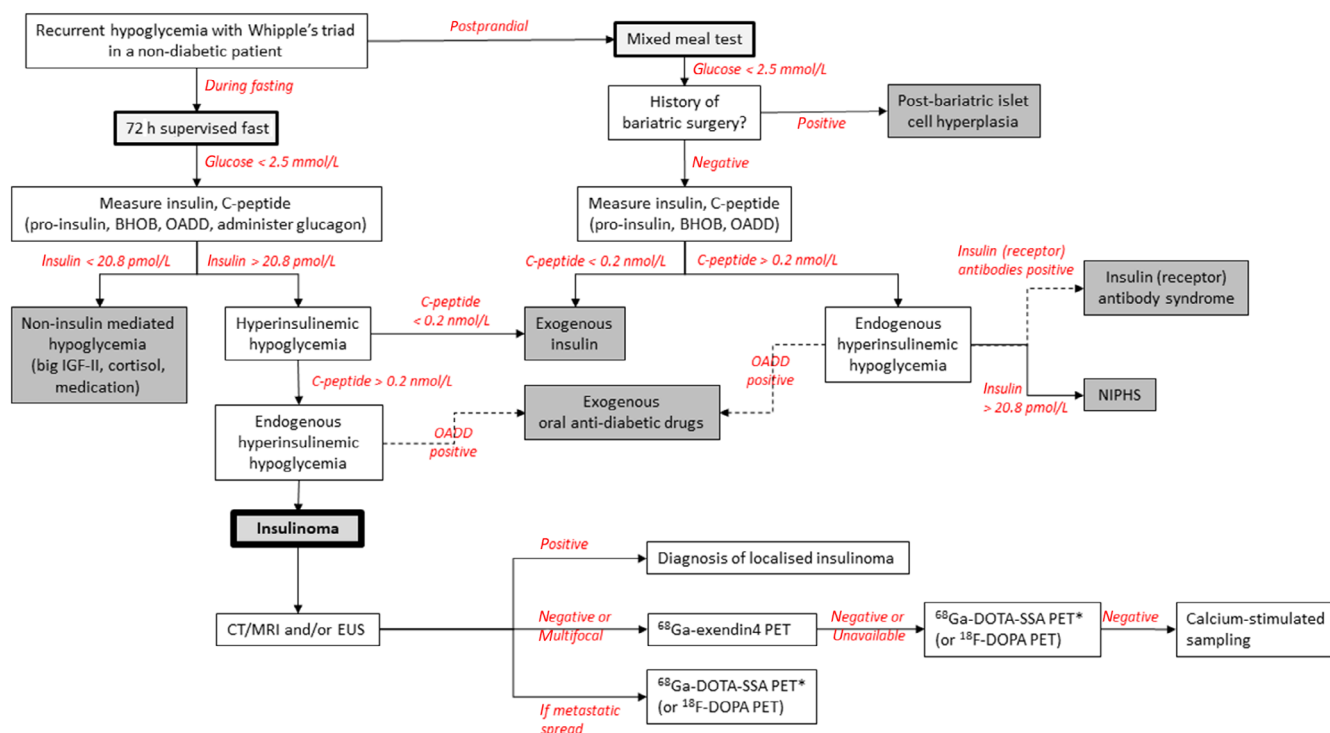 Recurrent hypoglycemia with Whipple's triad
in a non-diabetic patient
Postprandial
Mixed meal test
During fasting
Glucose < 2.5 mmol/L
72 h supervised fast
History of
bariatric surgery?
Positive
Post-bariatric islet
cell hyperplasia
Glucose < 2.5 mmol/L
Negative
Measure insulin, C-peptide
(pro-insulin, BHOB, OADD, administer glucagon)
Measure insulin, C-peptide
(pro-insulin, BHOB, OADD)
Insulin < 20.8 pmol/L
Insulin > 20.8 pmol/L
C-peptide < 0.2 nmol/L
C-peptide > 0.2 nmol/L
Insulin (receptor)
antibodies positive
Insulin (receptor)
antibody syndrome
Non-insulin mediated
hypoglycemia
(big IGF-II, cortisol,
medication)
Hyperinsulinemic
hypoglycemia
C-peptide
< 0.2 nmol/L
Exogenous
insulin
Endogenous
hyperinsulinemic
hypoglycemia
OADD
positive
Insulin
> 20.8 pmol/L
NIPHS
C-peptide > 0.2 nmol/L
Exogenous
oral anti-diabetic drugs
Endogenous
hyperinsulinemic
hypoglycemia
OADD
positive
Insulinoma
Positive
Diagnosis of localised insulinoma
CT/MRI and/or EUS
Negative or
Multifocal
⁶⁸Ga-exendin4 PET
Negative or
Unavailable
⁶⁸Ga-DOTA-SSA PET*
(or ¹⁸F-DOPA PET)
Negative
Calcium-stimulated
sampling
If metastatic
spread
⁶⁸Ga-DOTA-SSA PET*
(or ¹⁸F-DOPA PET)